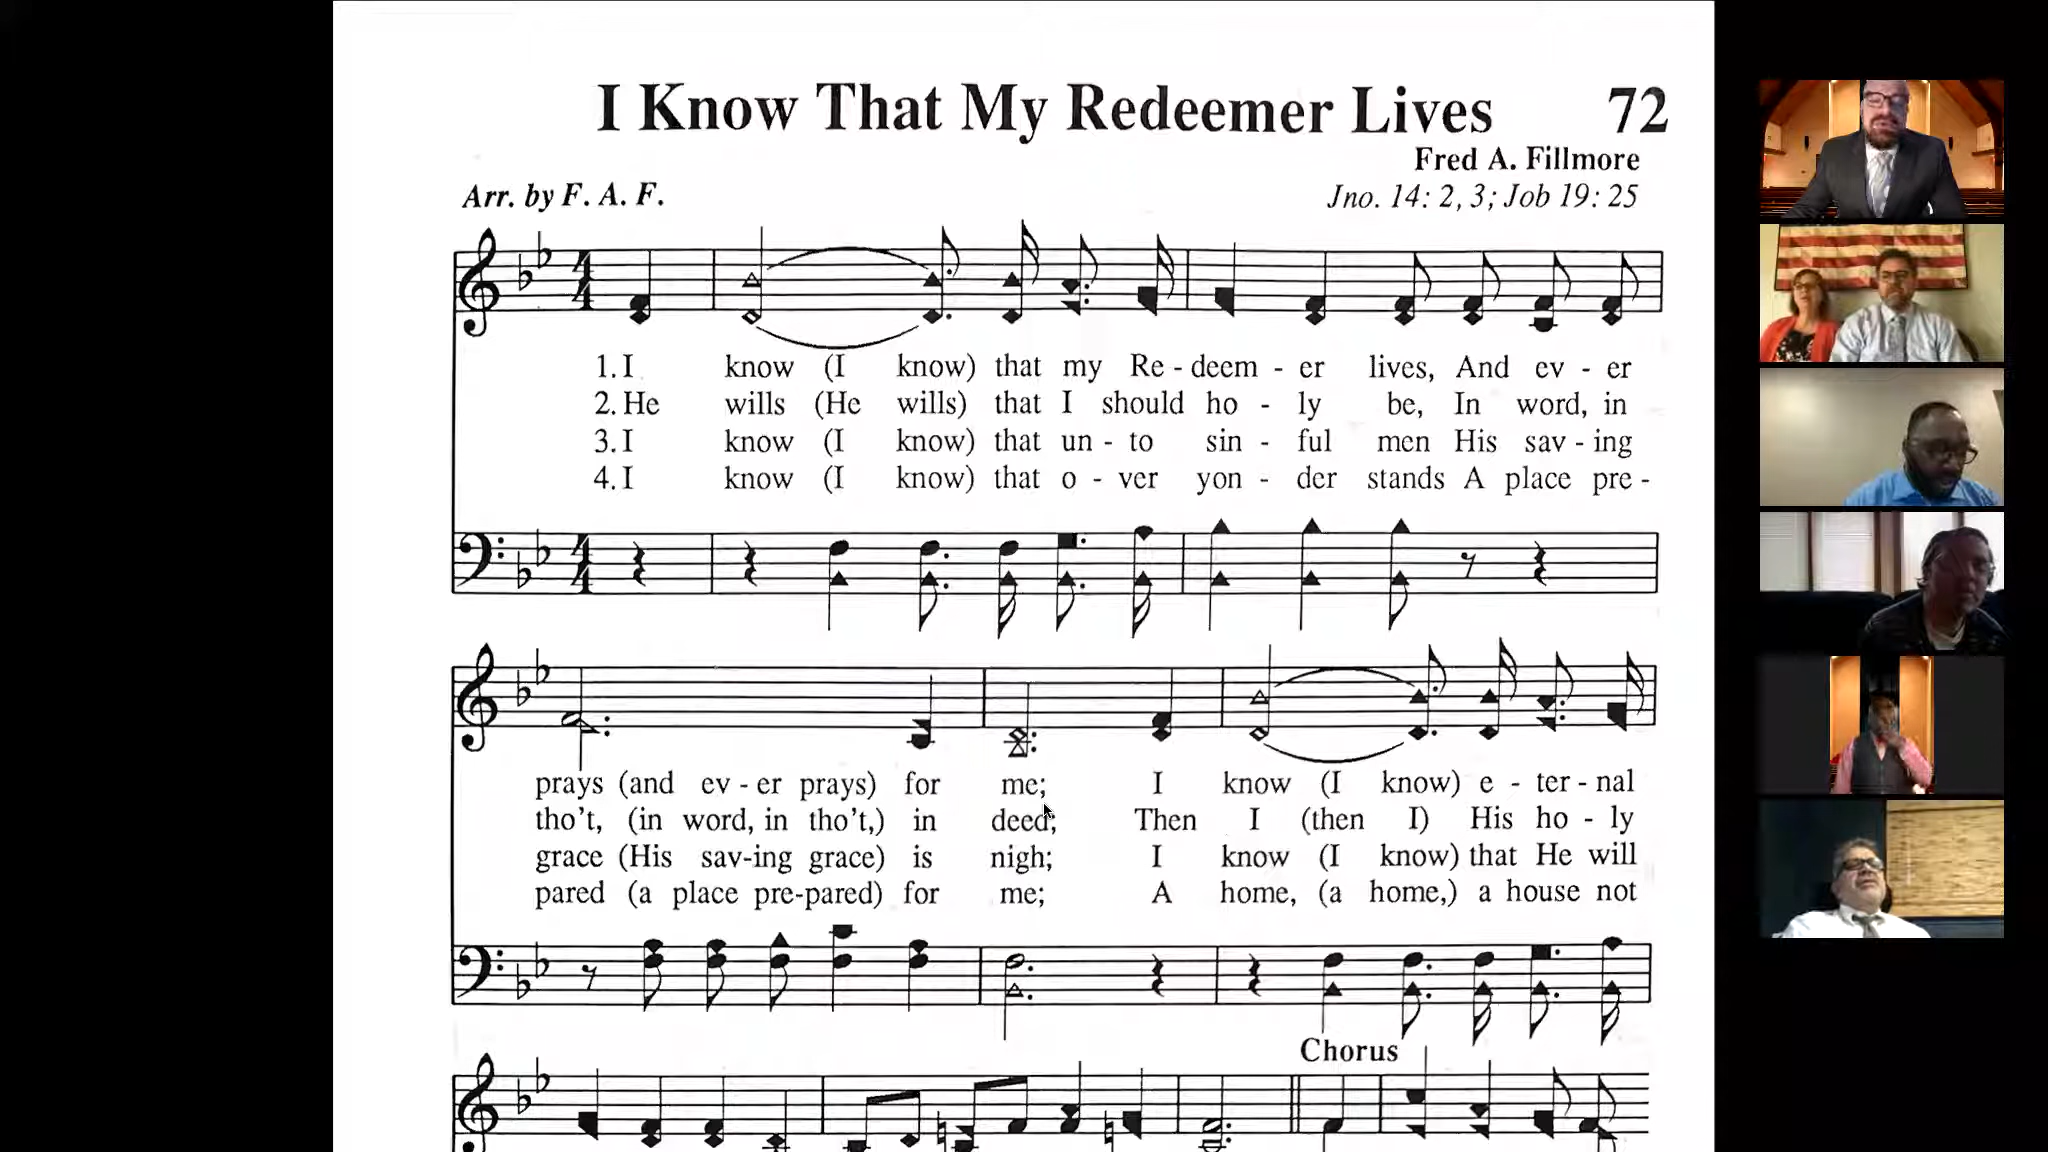 I Know That My Redeemer Lives 72
Fred A. Fillmore
Arr. by F. A. F. Jno. 14: 2, 3; Job 19: 25
1. I know (I know) that my Re - deem - er lives, And ev - er
2. He wills (He wills) that I should ho - ly be, In word, in
3. I know (I know) that un - to sin - ful men His sav - ing
4. I know (I know) that o - ver yon - der stands A place pre -
prays (and ev - er prays) for me; I know (I know) e - ter - nal
tho't, (in word, in tho't,) in deed; Then I (then I) His ho - ly
grace (His sav-ing grace) is nigh; I know (I know) that He will
pared (a place pre-pared) for me; A home, (a home,) a house not
Chorus